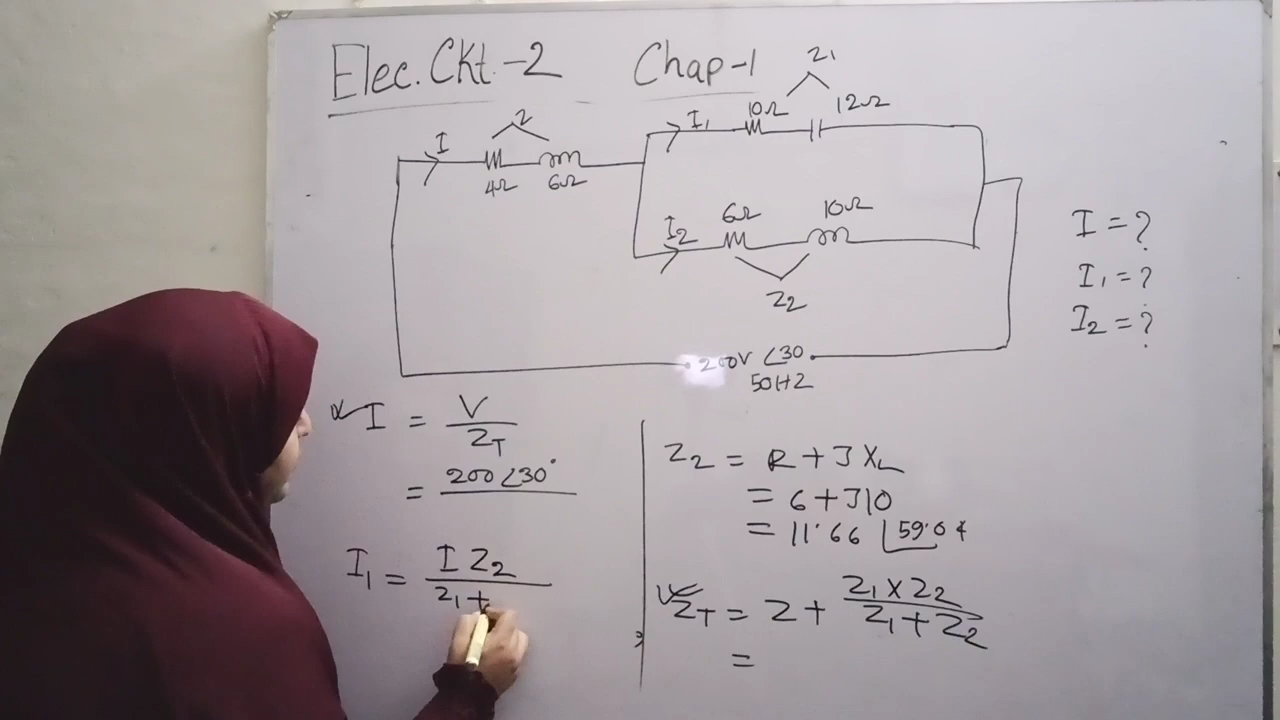 Elec. Ckt.-2 Chap-1
Z1
10Ω 12Ω
I1
Z
I
4Ω 6Ω
6Ω 10Ω
I2
Z2
I = ?
I1 = ?
I2 = ?
200V ∠30
50HZ
I = V/ZT
= 200∠30°
I1 = I Z2 / Z1 +
Z2 = R + J XL
= 6 + J10
= 11.66 ∠59.04
ZT = Z + Z1 X Z2 / Z1 + Z2
=